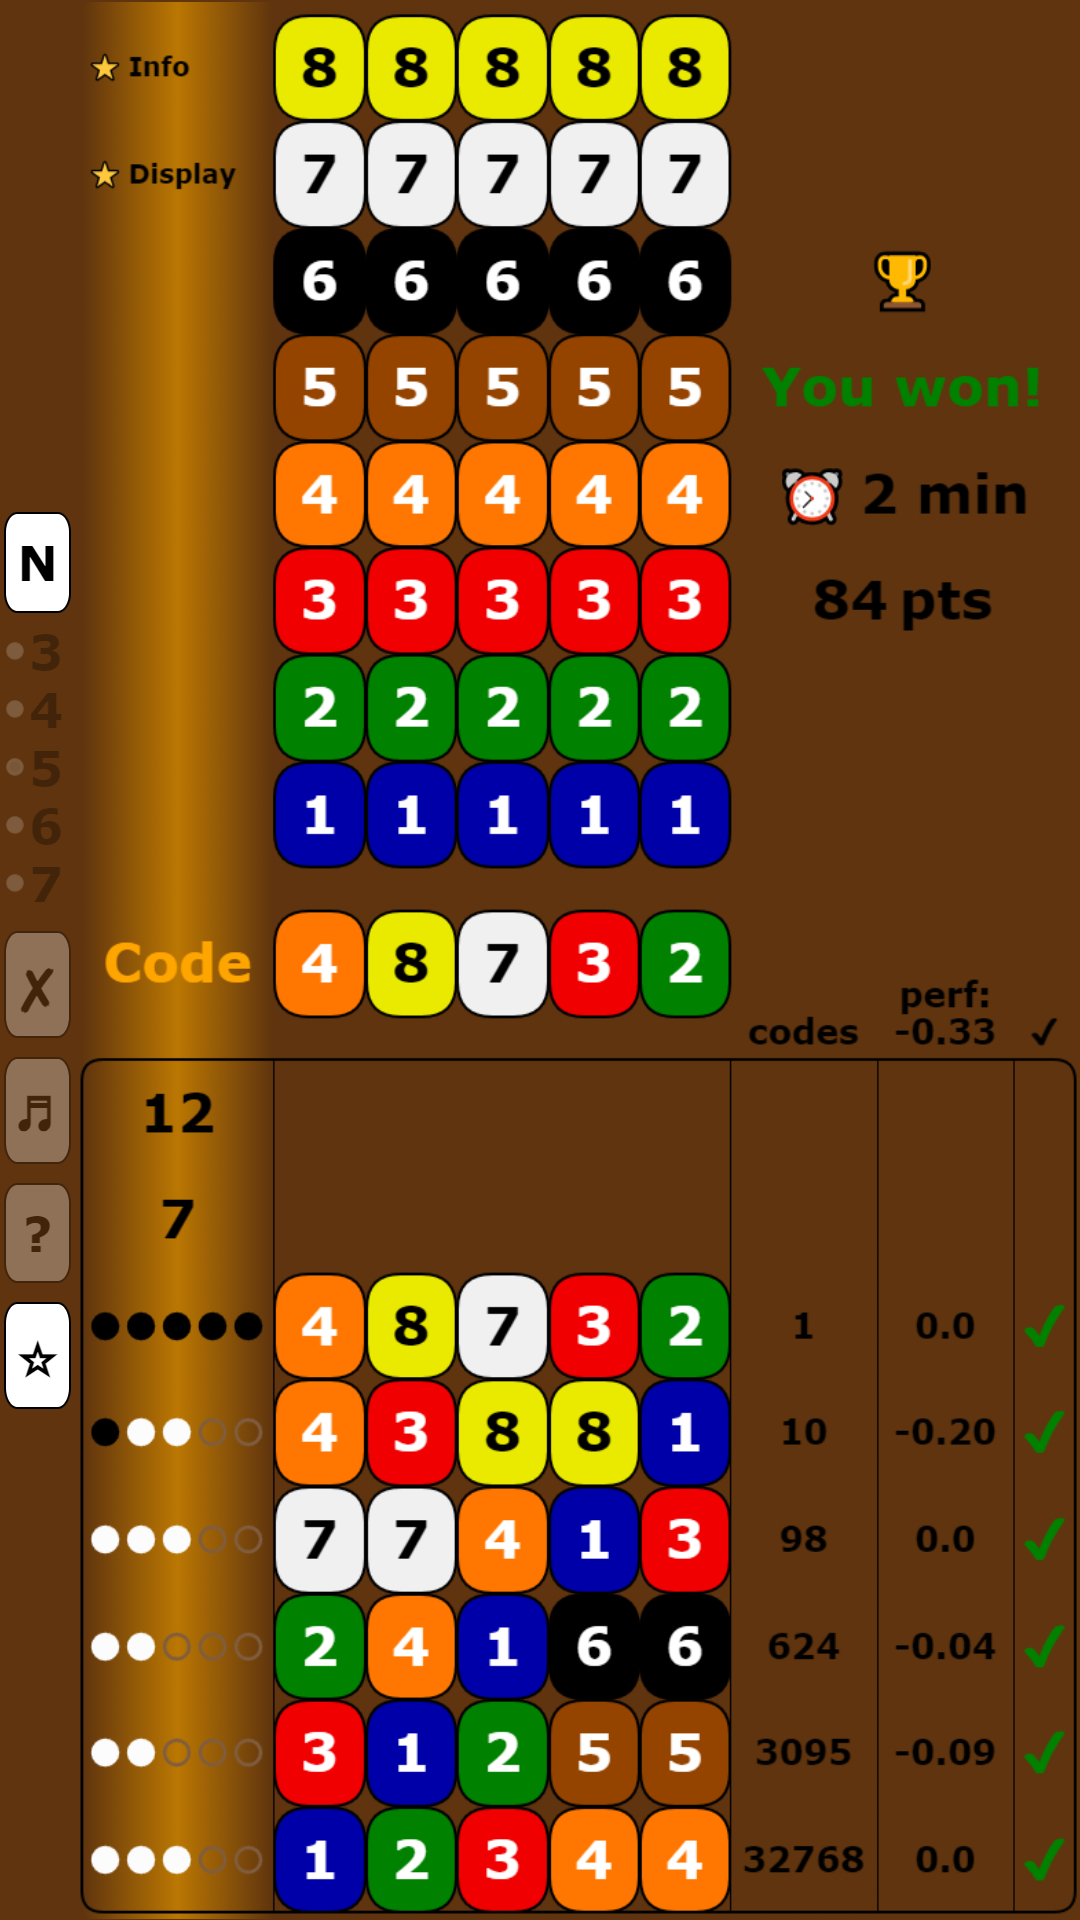 ★ Info 8 8 8 8 8
★ Display 7 7 7 7 7
6 6 6 6 6
5 5 5 5 5 You won!
4 4 4 4 4 2 min
N
3 3 3 3 3 84 pts
3
4
2 2 2 2 2
5
6
1 1 1 1 1
7
Code 4 8 7 3 2
✗
perf:
codes -0.33 ✓
12
♬
7
?
4 8 7 3 2 1 0.0 ✓
☆
4 3 8 8 1 10 -0.20 ✓
7 7 4 1 3 98 0.0 ✓
2 4 1 6 6 624 -0.04 ✓
3 1 2 5 5 3095 -0.09 ✓
1 2 3 4 4 32768 0.0 ✓